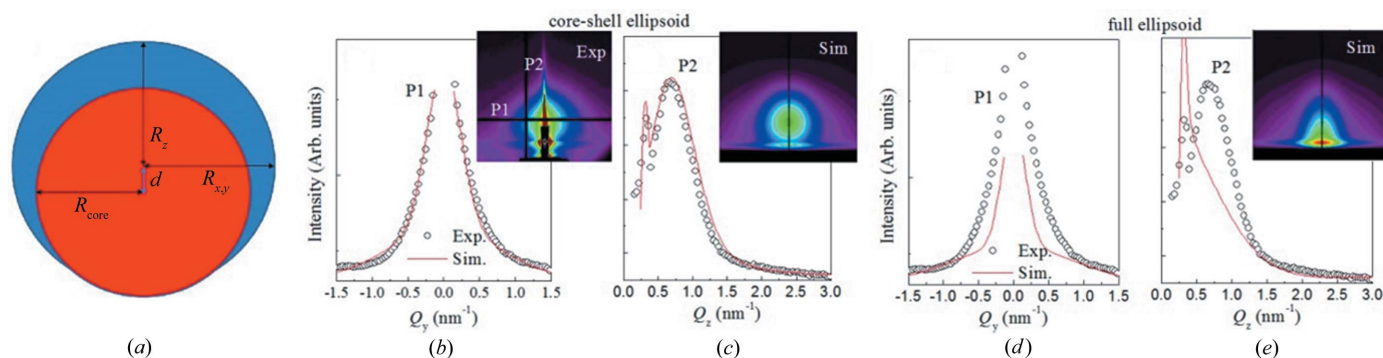 core-shell ellipsoid
full ellipsoid
R_z
d
R_x,y
R_core
(a)
Intensity (Arb. units)
P1
P2
P1
Exp
Exp.
Sim.
-1.5 -1.0 -0.5 0.0 0.5 1.0 1.5
Q_y (nm^-1)
(b)
P2
Sim
0.0 0.5 1.0 1.5 2.0 2.5 3.0
Q_z (nm^-1)
(c)
Intensity (Arb. units)
P1
Exp.
Sim.
-1.5 -1.0 -0.5 0.0 0.5 1.0 1.5
Q_y (nm^-1)
(d)
P2
Sim
0.0 0.5 1.0 1.5 2.0 2.5 3.0
Q_z (nm^-1)
(e)